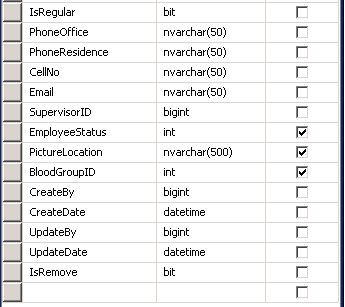 IsRegular bit
PhoneOffice nvarchar(50)
PhoneResidence nvarchar(50)
CellNo nvarchar(50)
Email nvarchar(50)
SupervisorID bigint
EmployeeStatus int
PictureLocation nvarchar(500)
BloodGroupID int
CreateBy bigint
CreateDate datetime
UpdateBy bigint
UpdateDate datetime
IsRemove bit